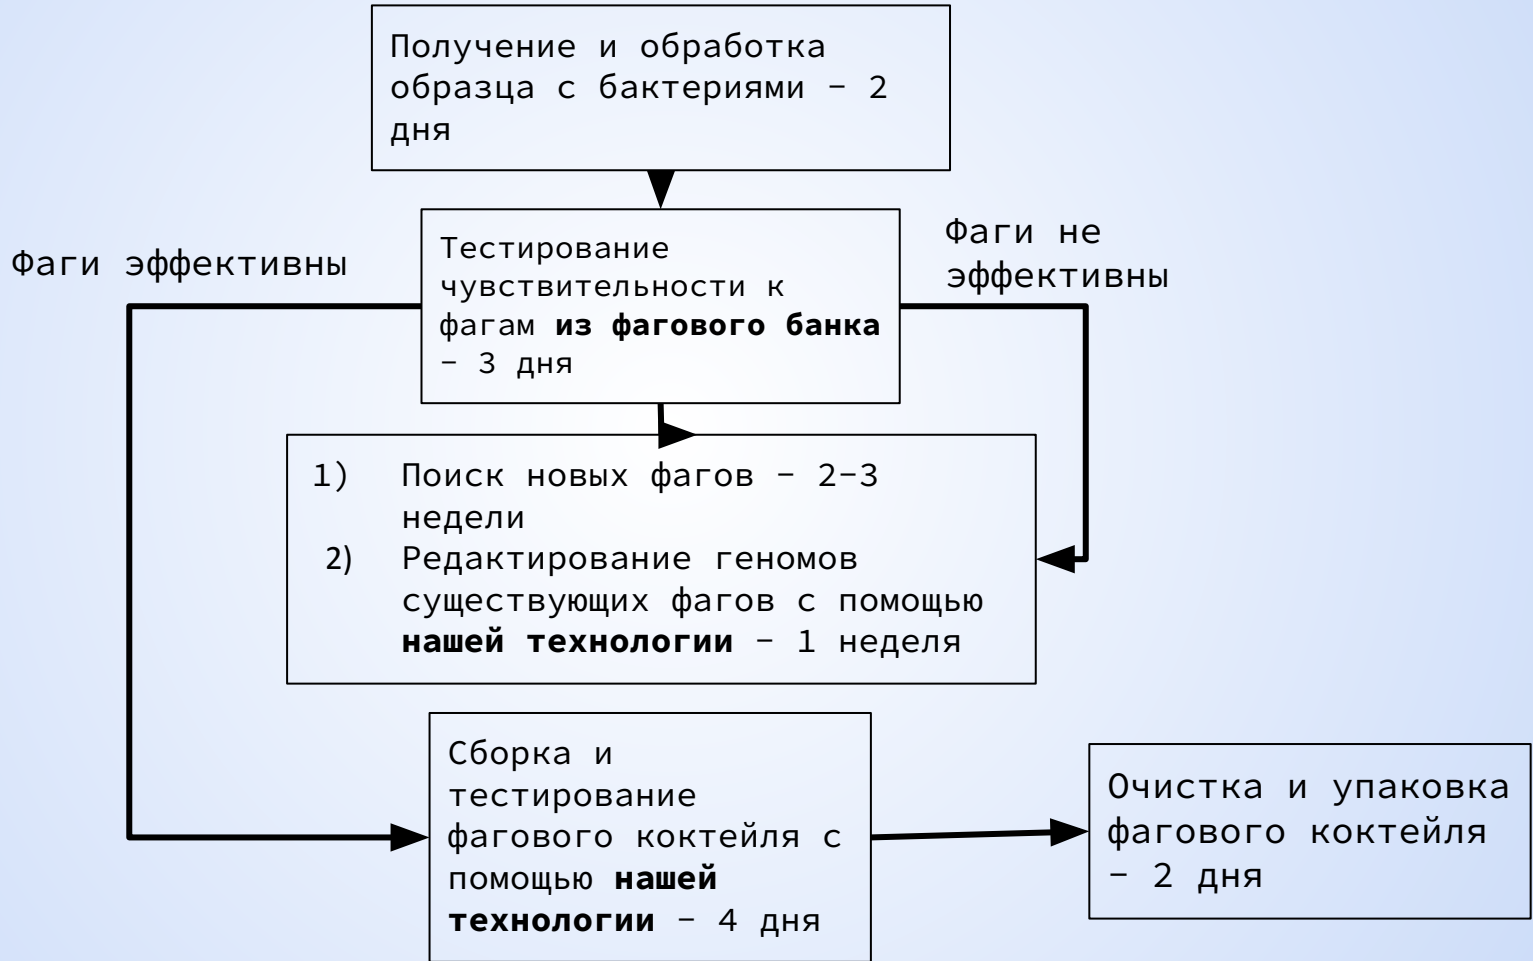 Получение и обработка
образца с бактериями - 2
дня
Фаги эффективны
Тестирование
чувствительности к
фагам из фагового банка
- 3 дня
Фаги не
эффективны
1) Поиск новых фагов - 2-3
недели
2) Редактирование геномов
существующих фагов с помощью
нашей технологии - 1 неделя
Сборка и
тестирование
фагового коктейля с
помощью нашей
технологии - 4 дня
Очистка и упаковка
фагового коктейля
- 2 дня